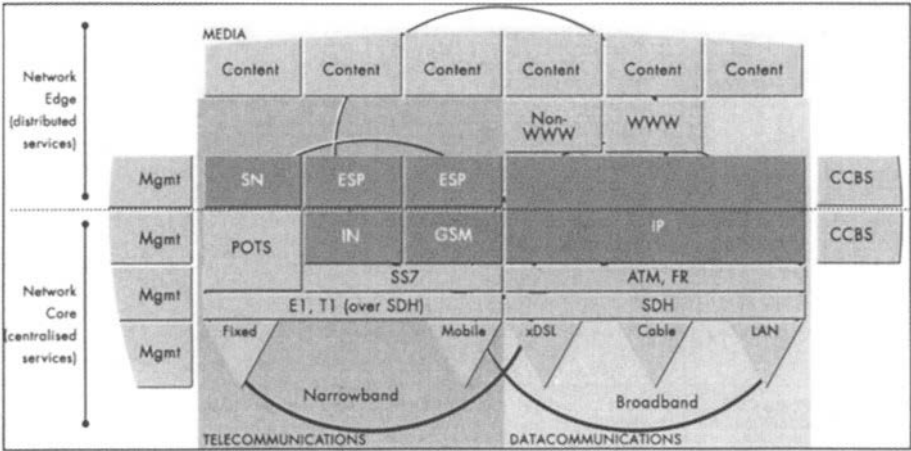 MEDIA
Content Content Content Content Content Content
Network
Edge
(distributed
services)
Non-
WWW
WWW
Mgmt SN ESP ESP CCBS
Mgmt POTS IN GSM IP CCBS
SS7 ATM, FR
Network
Core
(centralised
services)
Mgmt
E1, T1 (over SDH) SDH
Fixed Mobile xDSL Cable LAN
Mgmt
Narrowband Broadband
TELECOMMUNICATIONS DATACOMMUNICATIONS